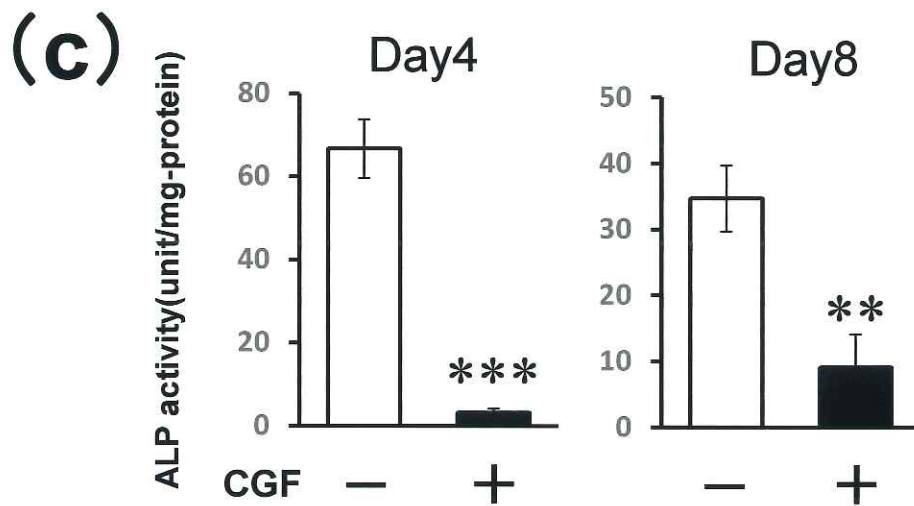 (c)
Day4
Day8
ALP activity(unit/mg-protein)
80
60
40
20
0
50
40
30
20
10
0
***
**
CGF − + − +